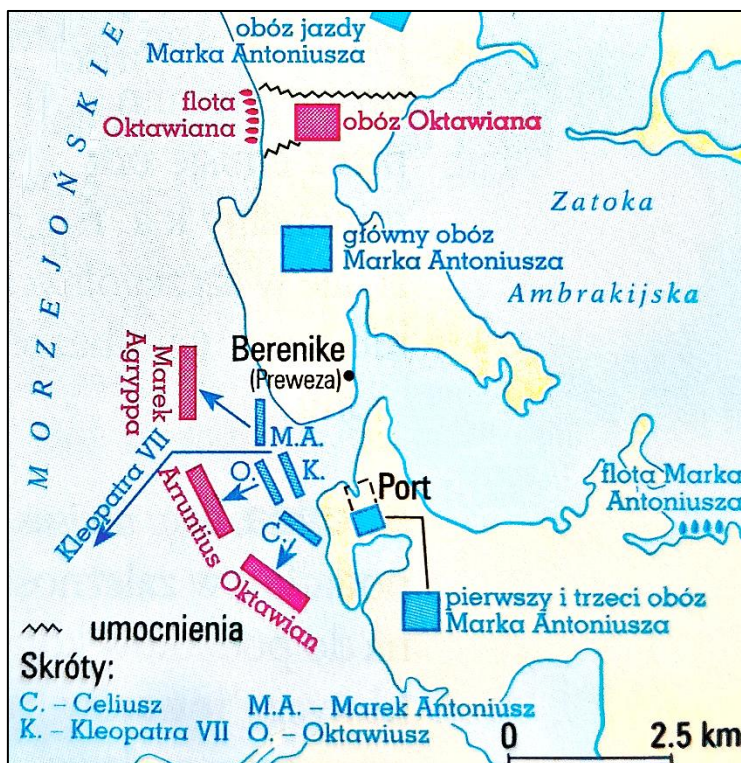 obóz jazdy
Marka Antoniusza
flota
Oktawiana
obóz Oktawiana
MORZE JOŃSKIE
Zatoka
Ambrakijska
główny obóz
Marka Antoniusza
Berenike
(Preweza)
Marek
Agryppa
M.A.
K.
O.
C.
Kleopatra VII
Arruntius
Oktawian
Port
flota Marka
Antoniusza
pierwszy i trzeci obóz
Marka Antoniusza
umocnienia
Skróty:
C. – Celiusz
M.A. – Marek Antoniusz
K. – Kleopatra VII
O. – Oktawiusz
0 2.5 km